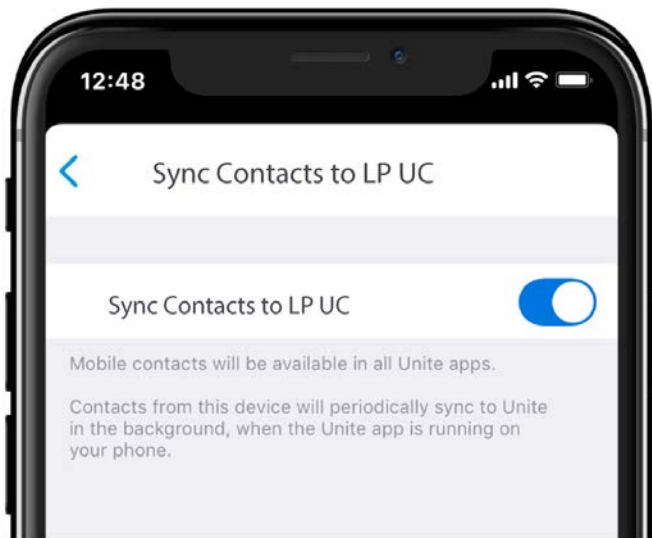 12:48
Sync Contacts to LP UC
Sync Contacts to LP UC
Mobile contacts will be available in all Unite apps.
Contacts from this device will periodically sync to Unite
in the background, when the Unite app is running on
your phone.